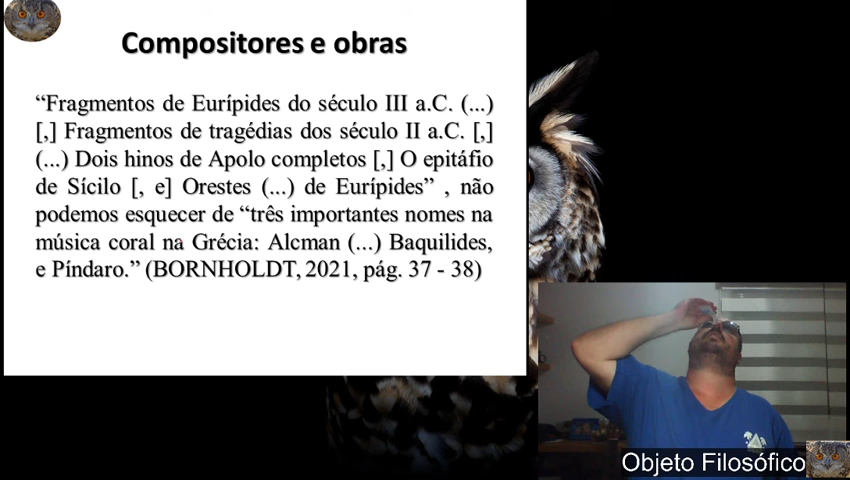 Compositores e obras
“Fragmentos de Eurípides do século III a.C. (...)
[,] Fragmentos de tragédias dos século II a.C. [,]
(...) Dois hinos de Apolo completos [,] O epitáfio
de Sícilo [, e] Orestes (...) de Eurípides” , não
podemos esquecer de “três importantes nomes na
música coral na Grécia: Alcman (...) Baquilides,
e Píndaro.” (BORNHOLDT, 2021, pág. 37 - 38)
Objeto Filosófico